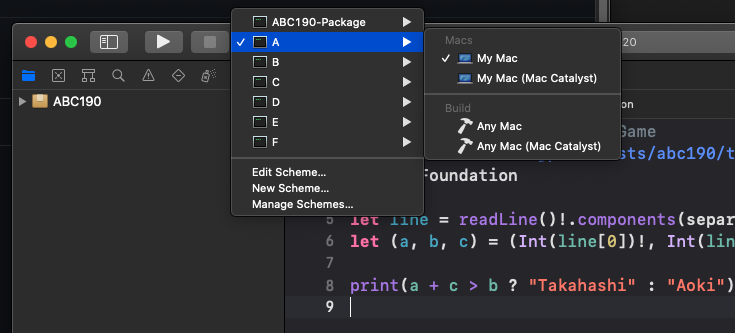 ABC190-Package
A
B
C
D
E
F
Edit Scheme...
New Scheme...
Manage Schemes...
Macs
My Mac
My Mac (Mac Catalyst)
Build
Any Mac
Any Mac (Mac Catalyst)
20
ABC190
on
Game
sts/abc190/t
Foundation
5 let line = readLine()!.components(separ
6 let (a, b, c) = (Int(line[0])!, Int(lin
7
8 print(a + c > b ? "Takahashi" : "Aoki")
9